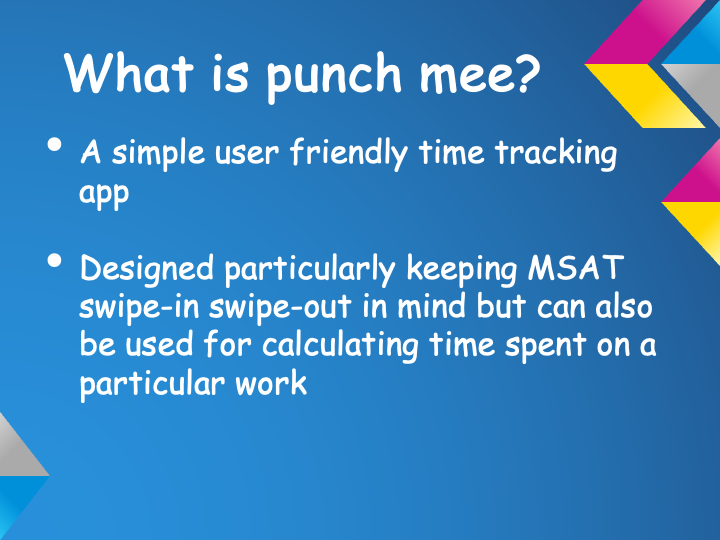 What is punch mee?
• A simple user friendly time tracking
app
• Designed particularly keeping MSAT
swipe-in swipe-out in mind but can also
be used for calculating time spent on a
particular work